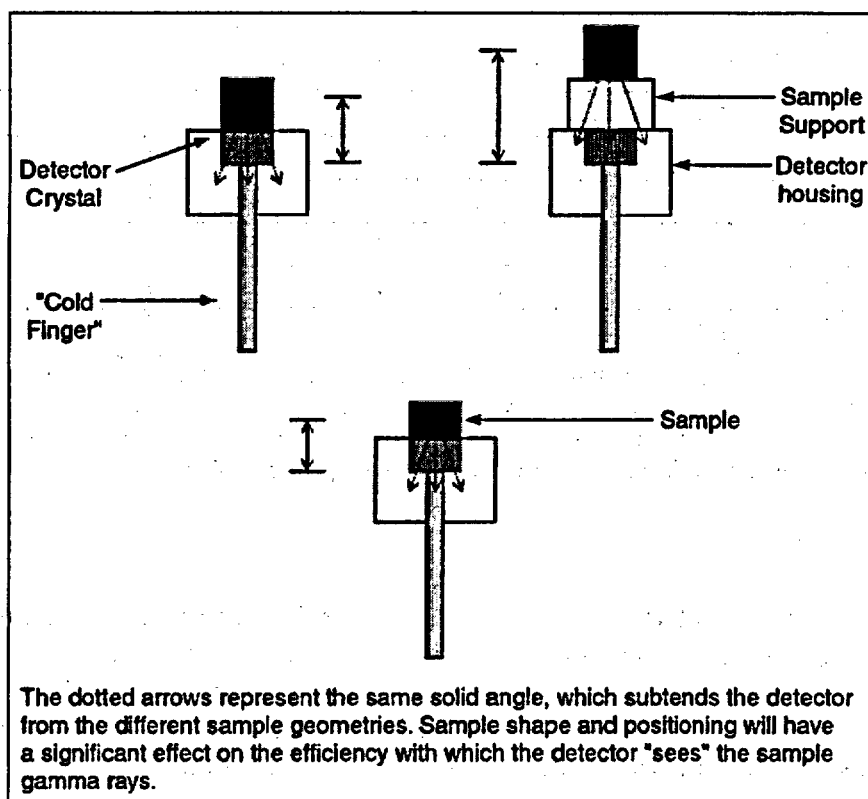 Sample
Support
Detector
Crystal
Detector
housing
"Cold
Finger"
Sample
The dotted arrows represent the same solid angle, which subtends the detector
from the different sample geometries. Sample shape and positioning will have
a significant effect on the efficiency with which the detector "sees" the sample
gamma rays.